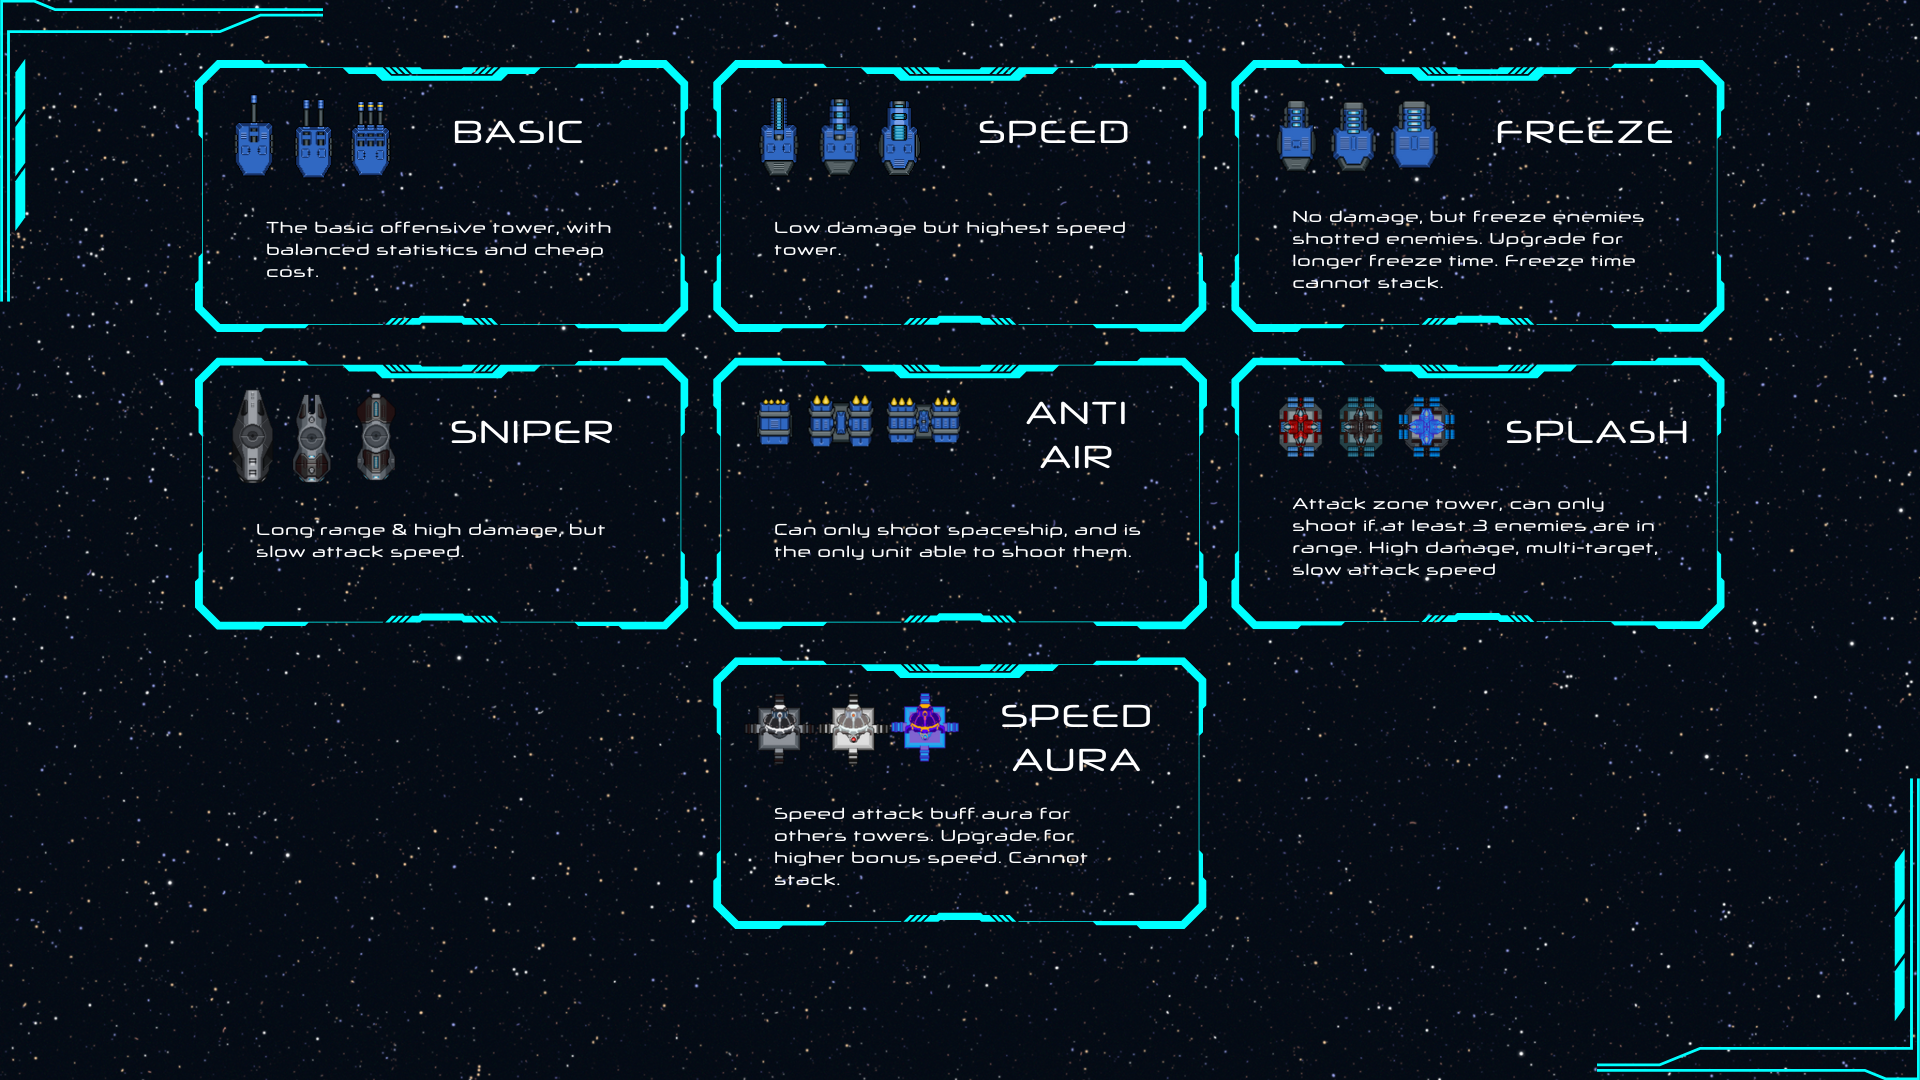 BASIC
The basic offensive tower, with
balanced statistics and cheap
cost.
SPEED
Low damage but highest speed
tower.
FREEZE
No damage, but freeze enemies
shotted enemies. Upgrade for
longer freeze time. Freeze time
cannot stack.
SNIPER
Long range & high damage, but
slow attack speed.
ANTI
AIR
Can only shoot spaceship, and is
the only unit able to shoot them.
SPLASH
Attack zone tower, can only
shoot if at least 3 enemies are in
range. High damage, multi-target,
slow attack speed
SPEED
AURA
Speed attack buff aura for
others towers. Upgrade for
higher bonus speed. Cannot
stack.